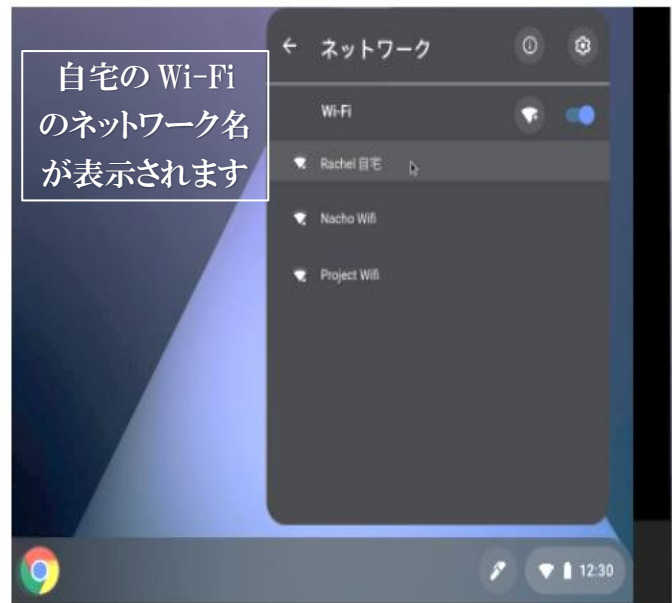 自宅の Wi-Fi
のネットワーク名
が表示されます
ネットワーク
Wi-Fi
Rachel 自宅
Nacho Wifi
Project Wifi
12:30